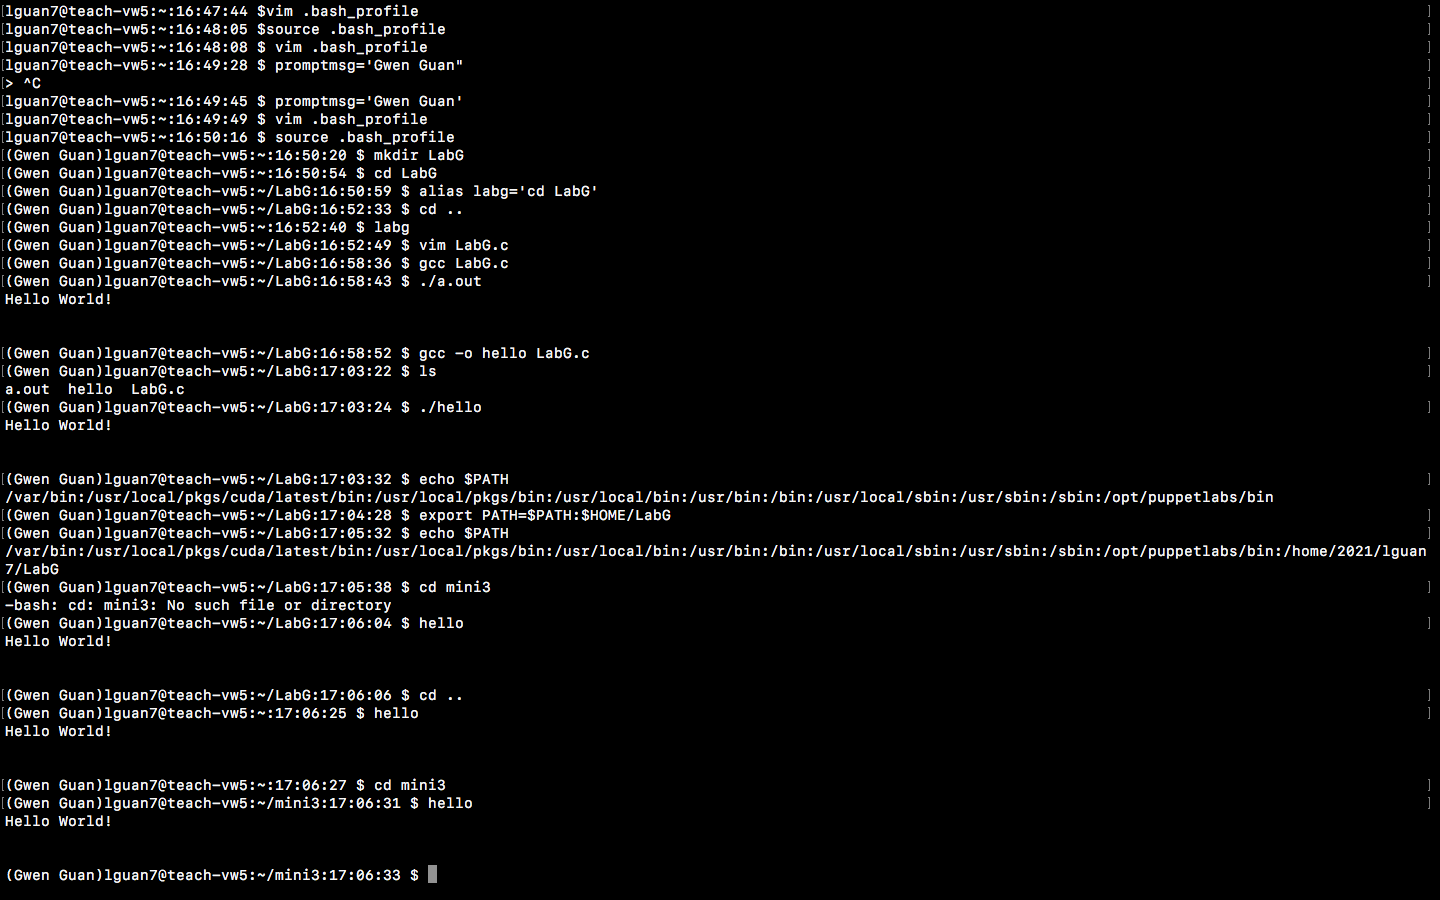 [lguan7@teach-vw5:~:16:47:44 $vim .bash_profile ]
[lguan7@teach-vw5:~:16:48:05 $source .bash_profile ]
[lguan7@teach-vw5:~:16:48:08 $ vim .bash_profile ]
[lguan7@teach-vw5:~:16:49:28 $ promptmsg='Gwen Guan" ]
[> ^C ]
[lguan7@teach-vw5:~:16:49:45 $ promptmsg='Gwen Guan' ]
[lguan7@teach-vw5:~:16:49:49 $ vim .bash_profile ]
[lguan7@teach-vw5:~:16:50:16 $ source .bash_profile ]
[(Gwen Guan)lguan7@teach-vw5:~:16:50:20 $ mkdir LabG ]
[(Gwen Guan)lguan7@teach-vw5:~:16:50:54 $ cd LabG ]
[(Gwen Guan)lguan7@teach-vw5:~/LabG:16:50:59 $ alias labg='cd LabG' ]
[(Gwen Guan)lguan7@teach-vw5:~/LabG:16:52:33 $ cd .. ]
[(Gwen Guan)lguan7@teach-vw5:~:16:52:40 $ labg ]
[(Gwen Guan)lguan7@teach-vw5:~/LabG:16:52:49 $ vim LabG.c ]
[(Gwen Guan)lguan7@teach-vw5:~/LabG:16:58:36 $ gcc LabG.c ]
[(Gwen Guan)lguan7@teach-vw5:~/LabG:16:58:43 $ ./a.out ]
Hello World!
[(Gwen Guan)lguan7@teach-vw5:~/LabG:16:58:52 $ gcc -o hello LabG.c ]
[(Gwen Guan)lguan7@teach-vw5:~/LabG:17:03:22 $ ls ]
a.out  hello  LabG.c
[(Gwen Guan)lguan7@teach-vw5:~/LabG:17:03:24 $ ./hello ]
Hello World!
[(Gwen Guan)lguan7@teach-vw5:~/LabG:17:03:32 $ echo $PATH ]
/var/bin:/usr/local/pkgs/cuda/latest/bin:/usr/local/pkgs/bin:/usr/local/bin:/usr/bin:/bin:/usr/local/sbin:/usr/sbin:/sbin:/opt/puppetlabs/bin
[(Gwen Guan)lguan7@teach-vw5:~/LabG:17:04:28 $ export PATH=$PATH:$HOME/LabG ]
[(Gwen Guan)lguan7@teach-vw5:~/LabG:17:05:32 $ echo $PATH ]
/var/bin:/usr/local/pkgs/cuda/latest/bin:/usr/local/pkgs/bin:/usr/local/bin:/usr/bin:/bin:/usr/local/sbin:/usr/sbin:/sbin:/opt/puppetlabs/bin:/home/2021/lguan
7/LabG
[(Gwen Guan)lguan7@teach-vw5:~/LabG:17:05:38 $ cd mini3 ]
-bash: cd: mini3: No such file or directory
[(Gwen Guan)lguan7@teach-vw5:~/LabG:17:06:04 $ hello ]
Hello World!
[(Gwen Guan)lguan7@teach-vw5:~/LabG:17:06:06 $ cd .. ]
[(Gwen Guan)lguan7@teach-vw5:~:17:06:25 $ hello ]
Hello World!
[(Gwen Guan)lguan7@teach-vw5:~:17:06:27 $ cd mini3 ]
[(Gwen Guan)lguan7@teach-vw5:~/mini3:17:06:31 $ hello ]
Hello World!
(Gwen Guan)lguan7@teach-vw5:~/mini3:17:06:33 $